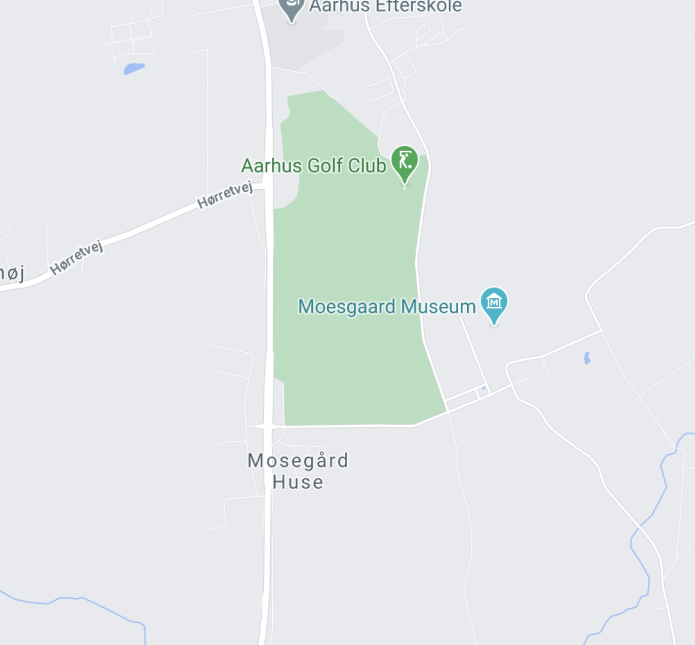 Aarhus Efterskole
Aarhus Golf Club
Hørretvej
Hørretvej
Moesgaard Museum
Mosegård
Huse